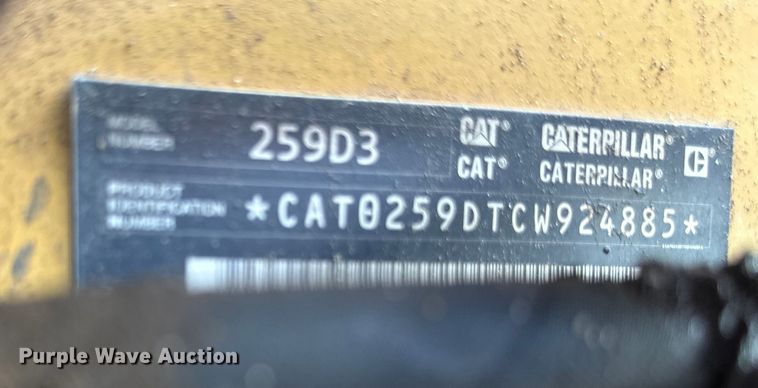 MODEL NUMBER 259D3 CAT® CATERPILLAR®
CAT® CATERPILLAR®
PRODUCT
IDENTIFICATION
NUMBER
*CAT0259DTCW924885*
Purple Wave Auction